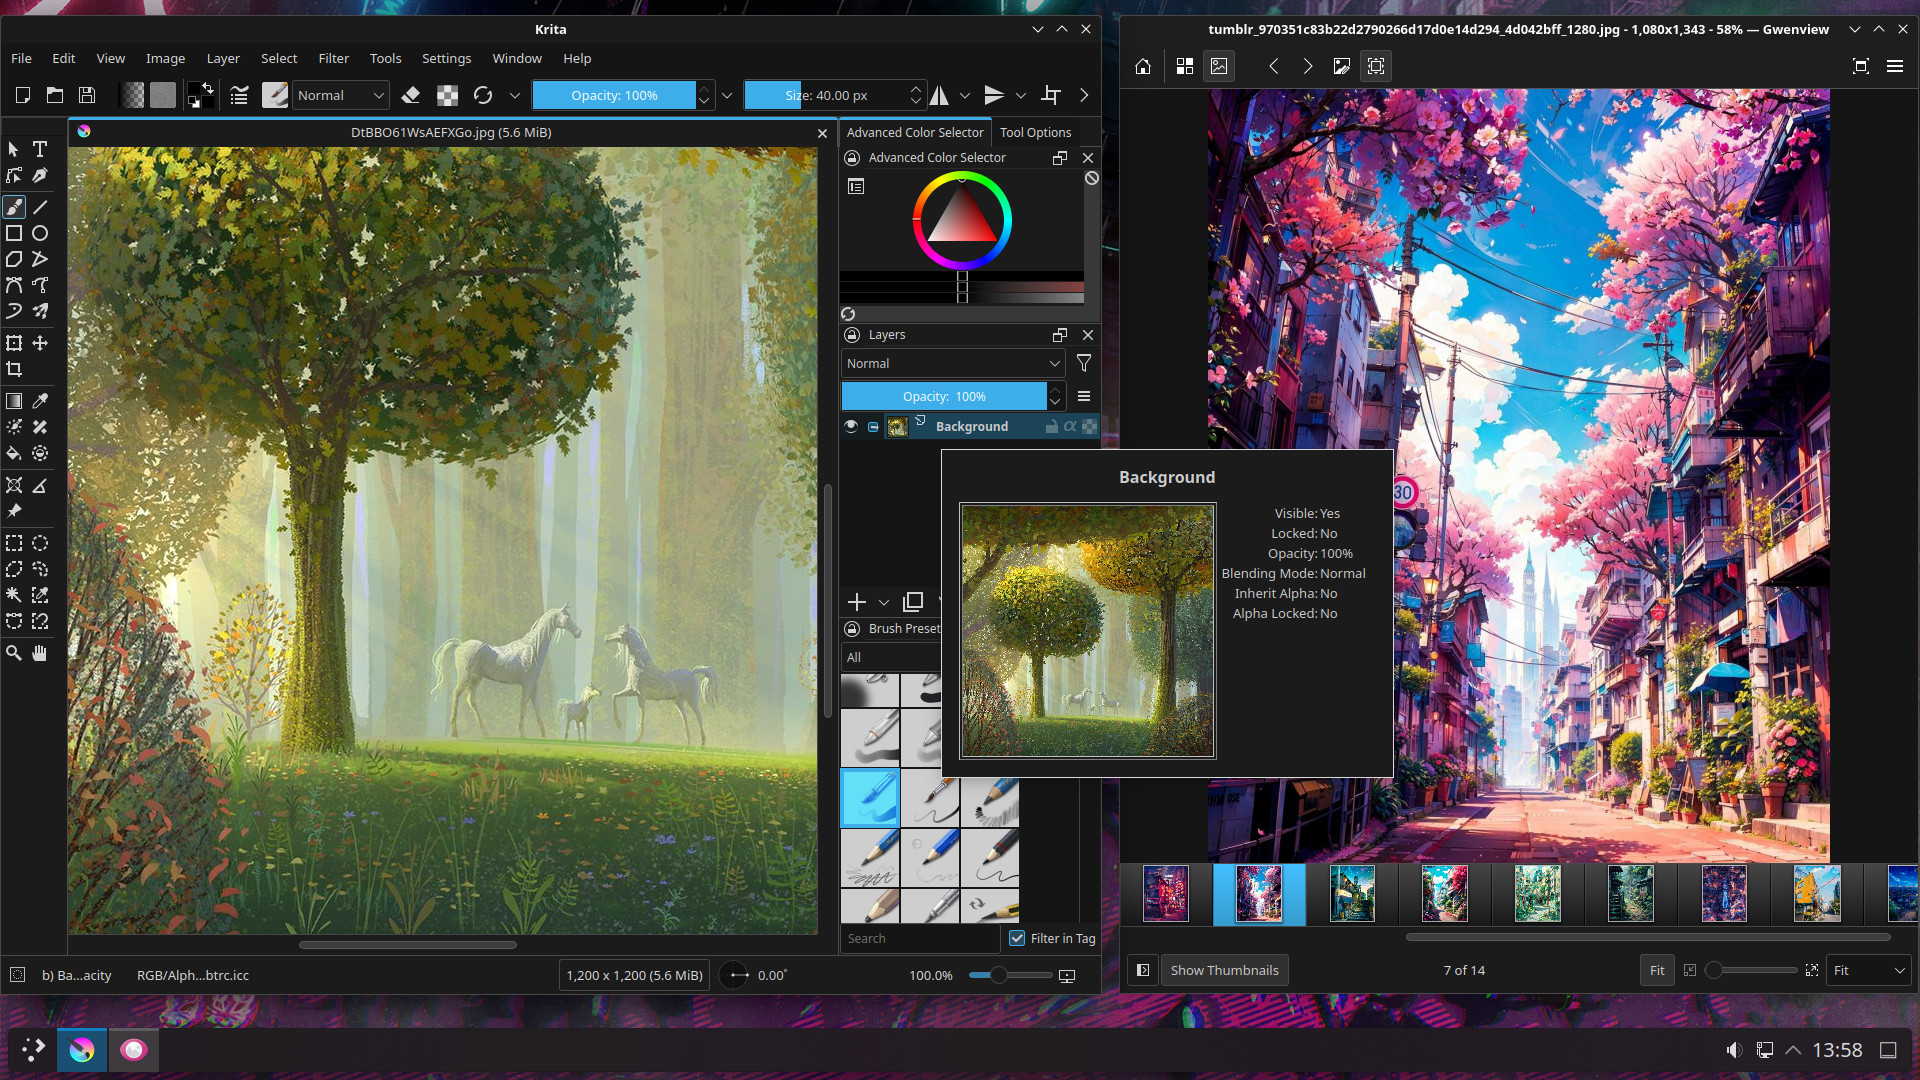 Krita
File Edit View Image Layer Select Filter Tools Settings Window Help
Normal Opacity: 100% Size: 40.00 px
DtBBO61WsAEFXGo.jpg (5.6 MiB)
Advanced Color Selector Tool Options
Advanced Color Selector
Layers
Normal
Opacity: 100%
Background
Brush Preset
All
Search Filter in Tag
b) Ba...acity RGB/Alph...btrc.icc 1,200 x 1,200 (5.6 MiB) 0.00° 100.0%
Background
Visible: Yes
Locked: No
Opacity: 100%
Blending Mode: Normal
Inherit Alpha: No
Alpha Locked: No
tumblr_970351c83b22d2790266d17d0e14d294_4d042bff_1280.jpg - 1,080x1,343 - 58% — Gwenview
30
Show Thumbnails 7 of 14 Fit Fit
13:58